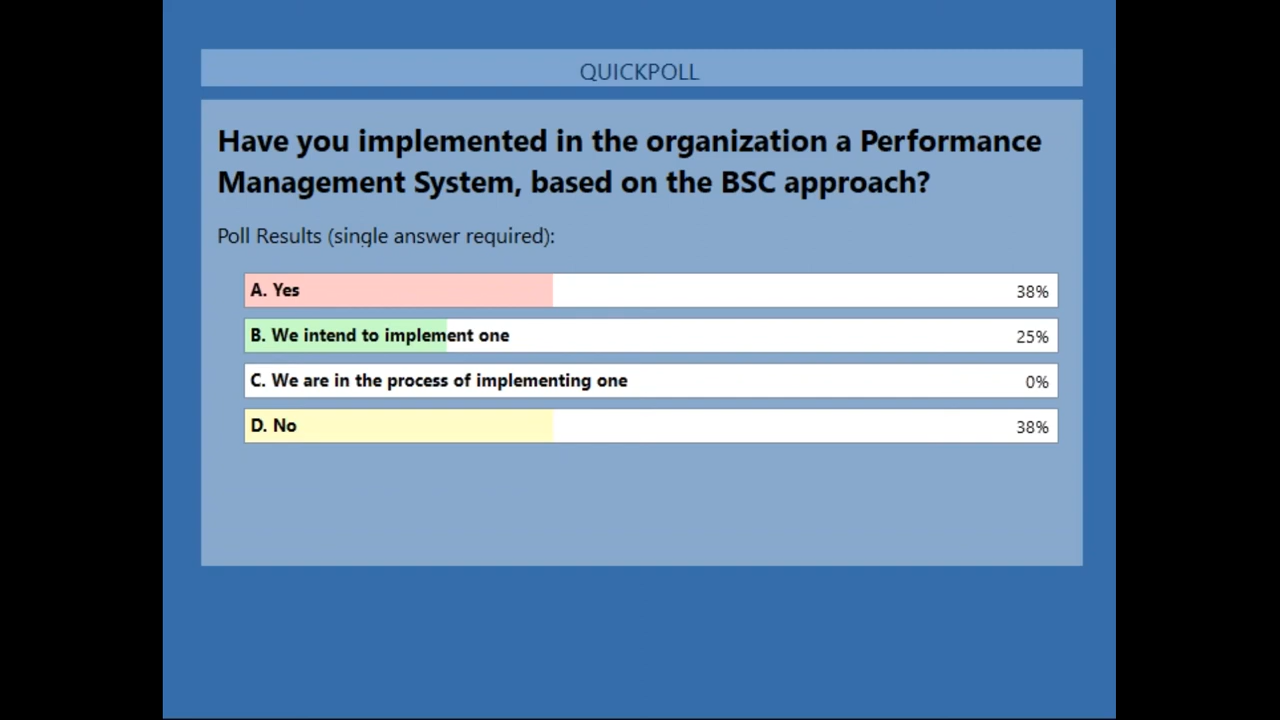 QUICKPOLL
Have you implemented in the organization a Performance
Management System, based on the BSC approach?
Poll Results (single answer required):
A. Yes 38%
B. We intend to implement one 25%
C. We are in the process of implementing one 0%
D. No 38%